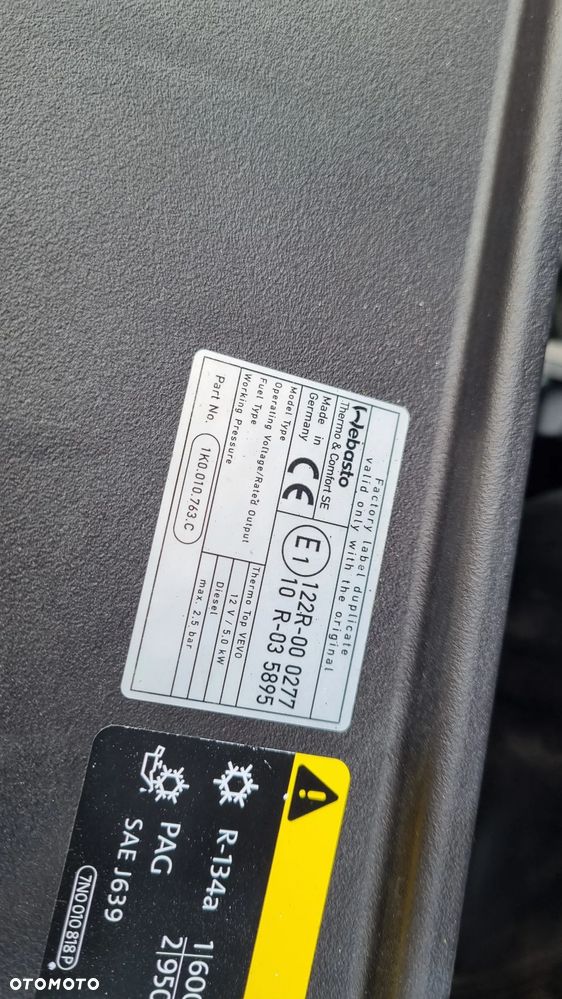 Factory label duplicate
valid only with the original
Webasto
Thermo & Comfort SE
Made in
Germany
CE
E1
122R-00 0277
10 R-03 5895
Model Type
Thermo Top VEVO
Operating Voltage/Rated Output
12 V / 5.0 kW
Fuel Type
Diesel
Working Pressure
max. 2.5 bar
Part No.
1K0.010.763.C
R-134a
PAG
SAE J639
7N0.010.818 P
OTOMOTO